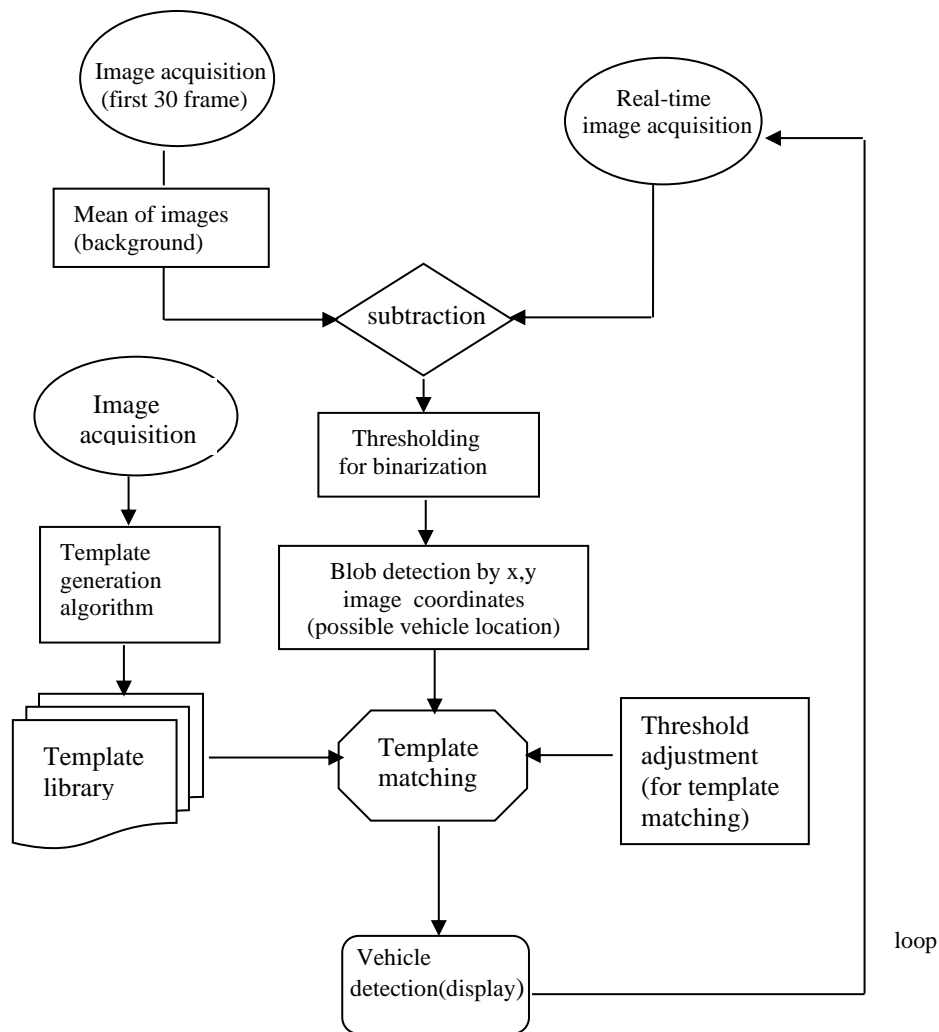 Image acquisition
(first 30 frame)
Real-time
image acquisition
Mean of images
(background)
subtraction
Image
acquisition
Thresholding
for binarization
Template
generation
algorithm
Blob detection by x,y
image coordinates
(possible vehicle location)
Template
library
Template
matching
Threshold
adjustment
(for template
matching)
Vehicle
detection(display)
loop